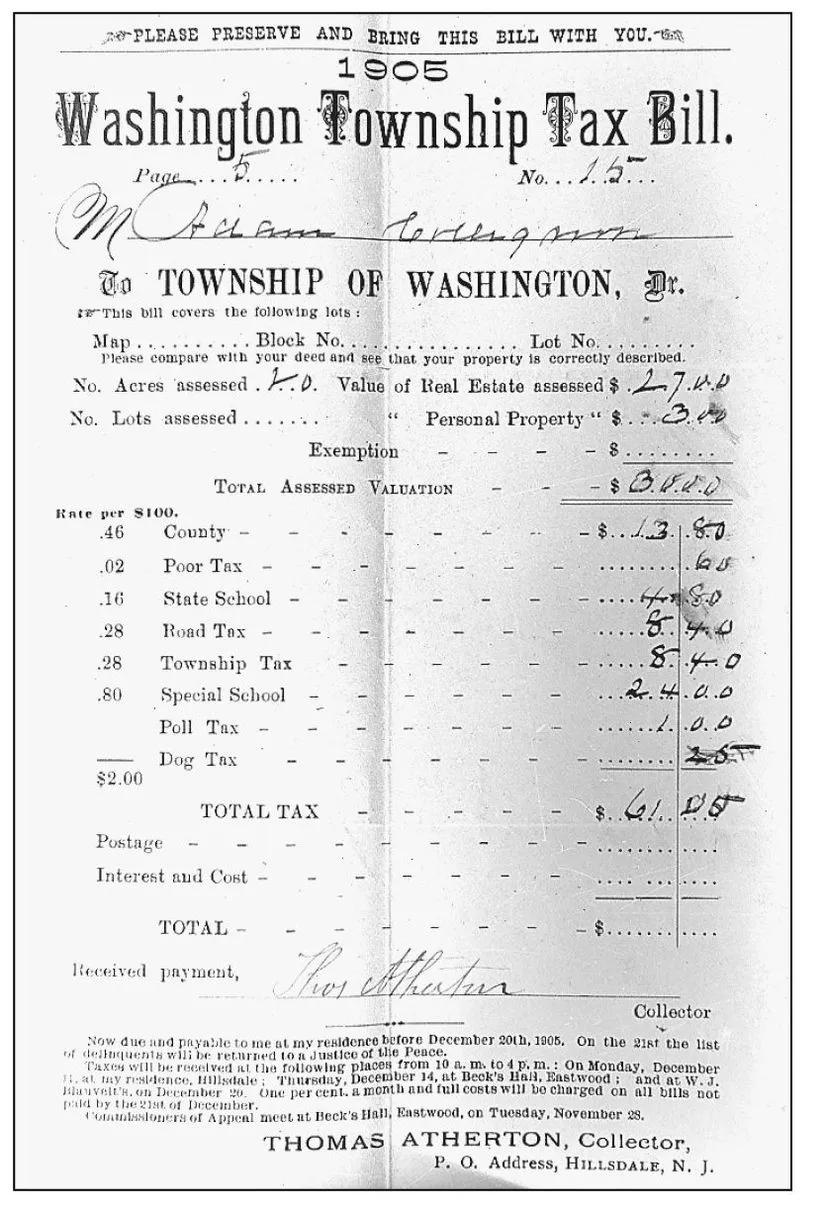 PLEASE PRESERVE AND BRING THIS BILL WITH YOU.
1905
Washington Township Tax Bill.
Page...5..... No...15...
M Adam
To TOWNSHIP OF WASHINGTON, Dr.
This bill covers the following lots:
Map .......... Block No. ................ Lot No. .........
Please compare with your deed and see that your property is correctly described.
No. Acres assessed . 20. Value of Real Estate assessed $ .2700
No. Lots assessed ....... " Personal Property " $ ...300
Exemption - - - - $ ........
TOTAL ASSESSED VALUATION - - - $ 3000
Rate per $100.
.46 County - - - - - - - - $ ..13 .80
.02 Poor Tax - - - - - - - ........ .60
.16 State School - - - - - - ....4 .80
.28 Road Tax - - - - - - - .....8 .40
.28 Township Tax - - - - - - .....8 .40
.80 Special School - - - - - - ...24 .00
Poll Tax - - - - - - - ......1 .00
Dog Tax - - - - - - ........ 25
$2.00
TOTAL TAX - - - - - - $ ..61. .05
Postage - - - - - - - - ........ ....
Interest and Cost - - - - - - - ........ ....
TOTAL - - - - - - - - $ ....... ....
Received payment, Thos Atherton
Collector
Now due and payable to me at my residence before December 20th, 1905. On the 21st the list
of delinquents will be returned to a Justice of the Peace.
Taxes will be received at the following places from 10 a. m. to 4 p. m. : On Monday, December
11, at my residence, Hillsdale ; Thursday, December 14, at Beck's Hall, Eastwood ; and at W. J.
Blauvelt's, on December 20. One per cent. a month and full costs will be charged on all bills not
paid by the 21st of December.
Commissioners of Appeal meet at Beck's Hall, Eastwood, on Tuesday, November 28.
THOMAS ATHERTON, Collector,
P. O. Address, HILLSDALE, N. J.